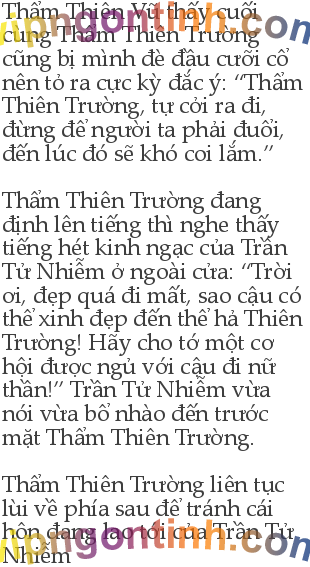 Thẩm Thiên Vũ thấy cuối
cùng Thẩm Thiên Trường
cũng bị mình đè đầu cưỡi cổ
nên tỏ ra cực kỳ đắc ý: “Thẩm
Thiên Trường, tự cởi ra đi,
đừng để người ta phải đuổi,
đến lúc đó sẽ khó coi lắm.”
Thẩm Thiên Trường đang
định lên tiếng thì nghe thấy
tiếng hét kinh ngạc của Trần
Tử Nhiễm ở ngoài cửa: “Trời
ơi, đẹp quá đi mất, sao cậu có
thể xinh đẹp đến thế hả Thiên
Trường! Hãy cho tớ một cơ
hội được ngủ với cậu đi nữ
thần!” Trần Tử Nhiễm vừa
nói vừa bổ nhào đến trước
mặt Thẩm Thiên Trường.
Thẩm Thiên Trường liên tục
lùi về phía sau để tránh cái
hôn đang lao tới của Trần Tử
Nhiễm
vipngontinh.com
vipngontinh.com